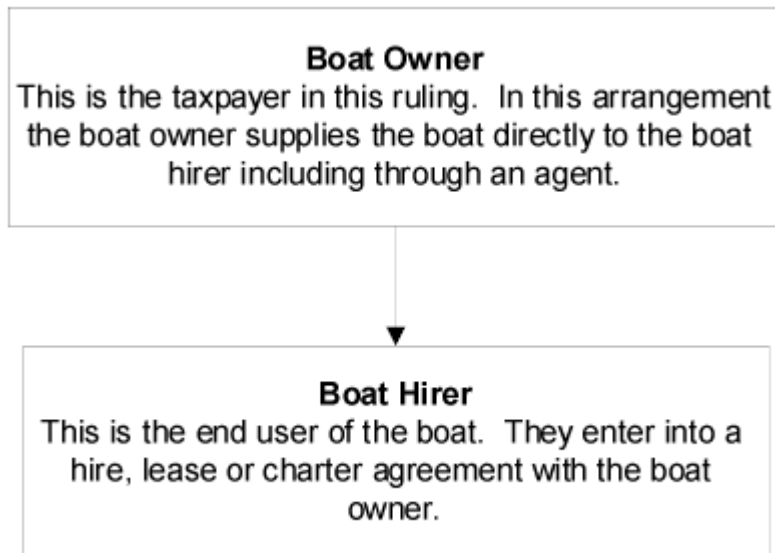 Boat Owner
This is the taxpayer in this ruling.  In this arrangement
the boat owner supplies the boat directly to the boat
hirer including through an agent.
Boat Hirer
This is the end user of the boat.  They enter into a
hire, lease or charter agreement with the boat
owner.